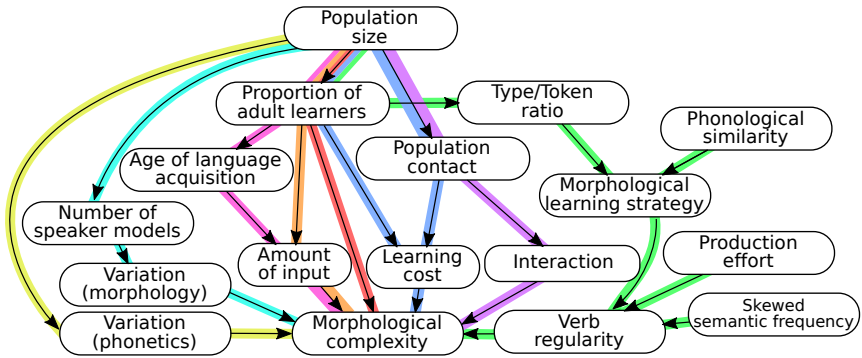 Population
size
Proportion of
adult learners
Type/Token
ratio
Phonological
similarity
Population
contact
Age of language
acquisition
Morphological
learning strategy
Number of
speaker models
Production
effort
Amount
of input
Learning
cost
Interaction
Variation
(morphology)
Skewed
semantic frequency
Variation
(phonetics)
Morphological
complexity
Verb
regularity